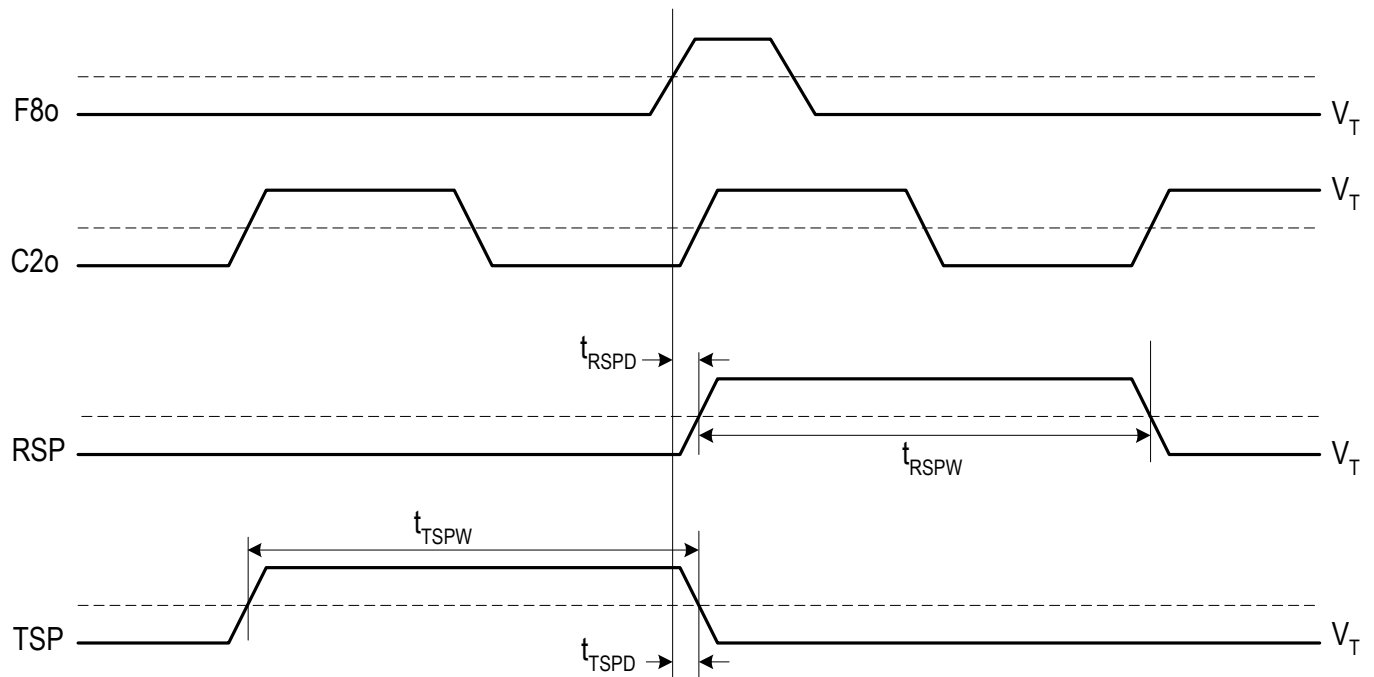 F8o
V_T
V_T
C2o
t_RSPD
RSP
t_RSPW
V_T
t_TSPW
TSP
t_TSPD
V_T